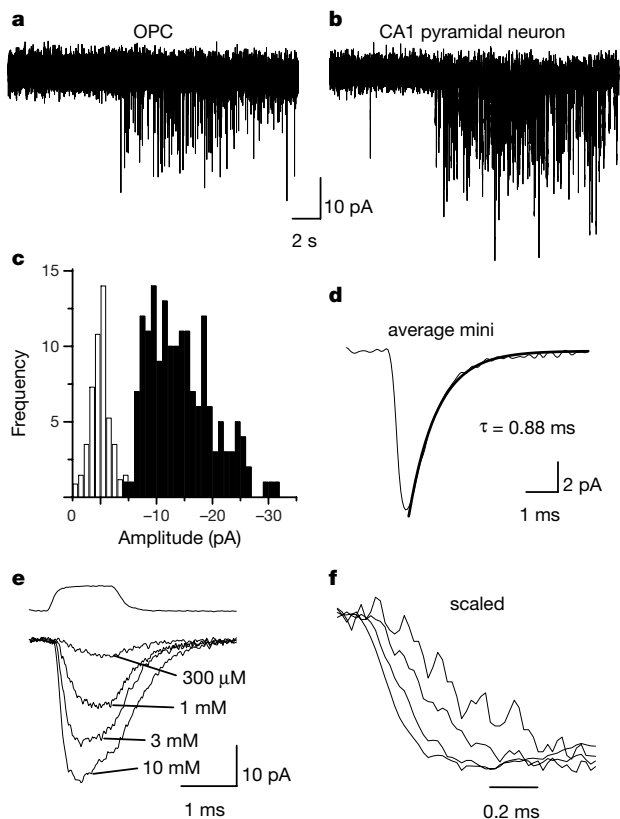 a
OPC
b
CA1 pyramidal neuron
10 pA
2 s
c
15
10
5
Frequency
0
–10
–20
–30
Amplitude (pA)
d
average mini
τ = 0.88 ms
2 pA
1 ms
e
300 μM
1 mM
3 mM
10 mM
10 pA
1 ms
f
scaled
0.2 ms